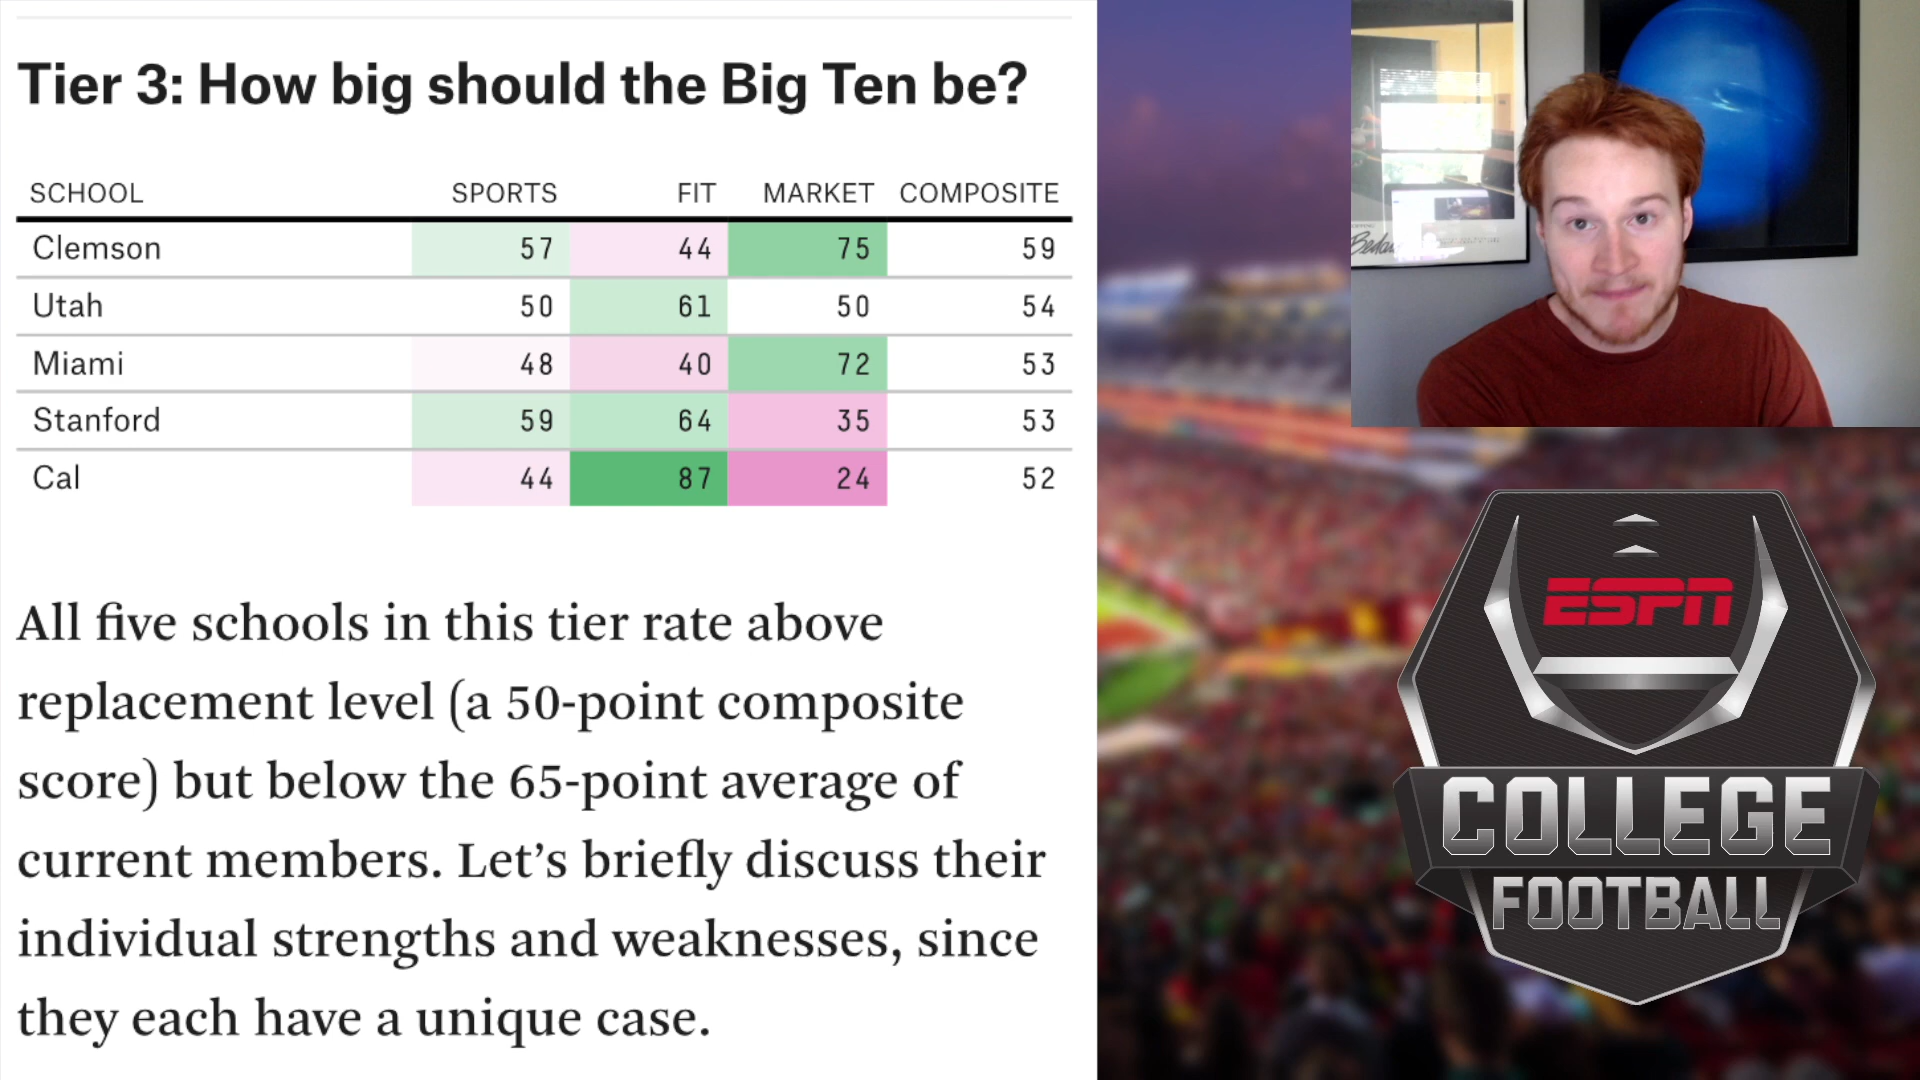 Tier 3: How big should the Big Ten be?
SCHOOL SPORTS FIT MARKET COMPOSITE
Clemson 57 44 75 59
Utah 50 61 50 54
Miami 48 40 72 53
Stanford 59 64 35 53
Cal 44 87 24 52
All five schools in this tier rate above
replacement level (a 50-point composite
score) but below the 65-point average of
current members. Let’s briefly discuss their
individual strengths and weaknesses, since
they each have a unique case.
ESPN
COLLEGE
FOOTBALL